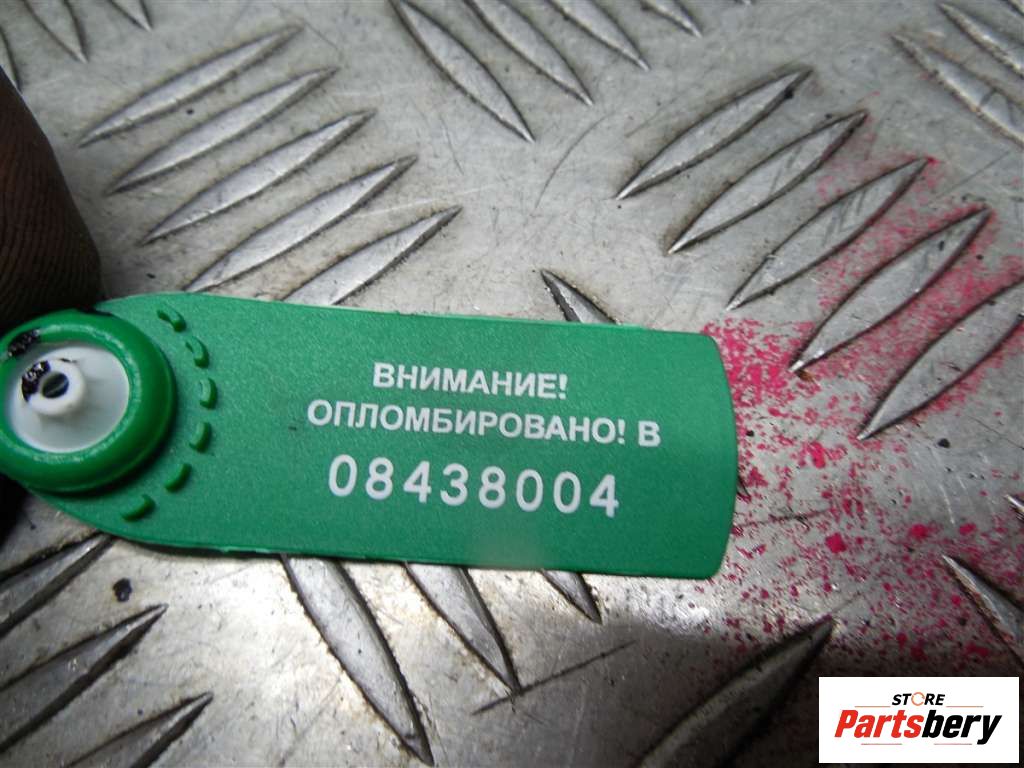 ВНИМАНИЕ!
ОПЛОМБИРОВАНО! В
08438004
STORE
Partsbery